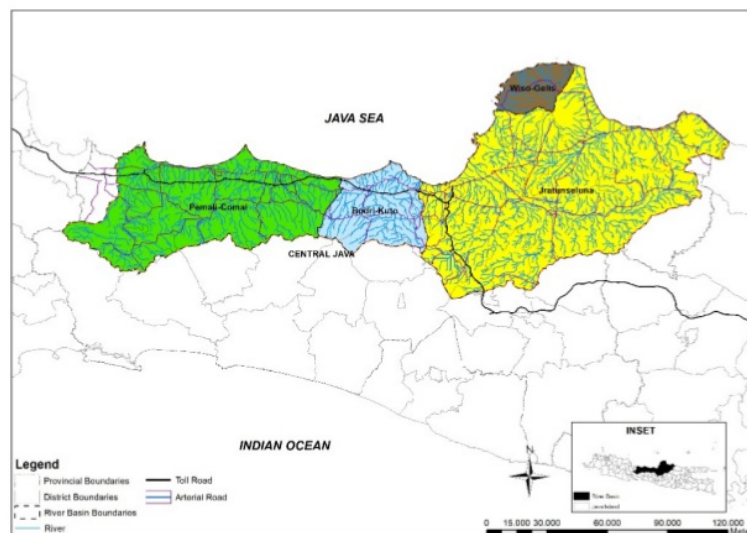 JAVA SEA
Wiso-Gelis
Jratunseluna
Pemali-Comal
Bodri-Kuto
CENTRAL JAVA
INDIAN OCEAN
Legend
Provincial Boundaries
District Boundaries
River Basin Boundaries
River
Toll Road
Arterial Road
N
INSET
Java Island
0 15.000 30.000 60.000 90.000 120.000